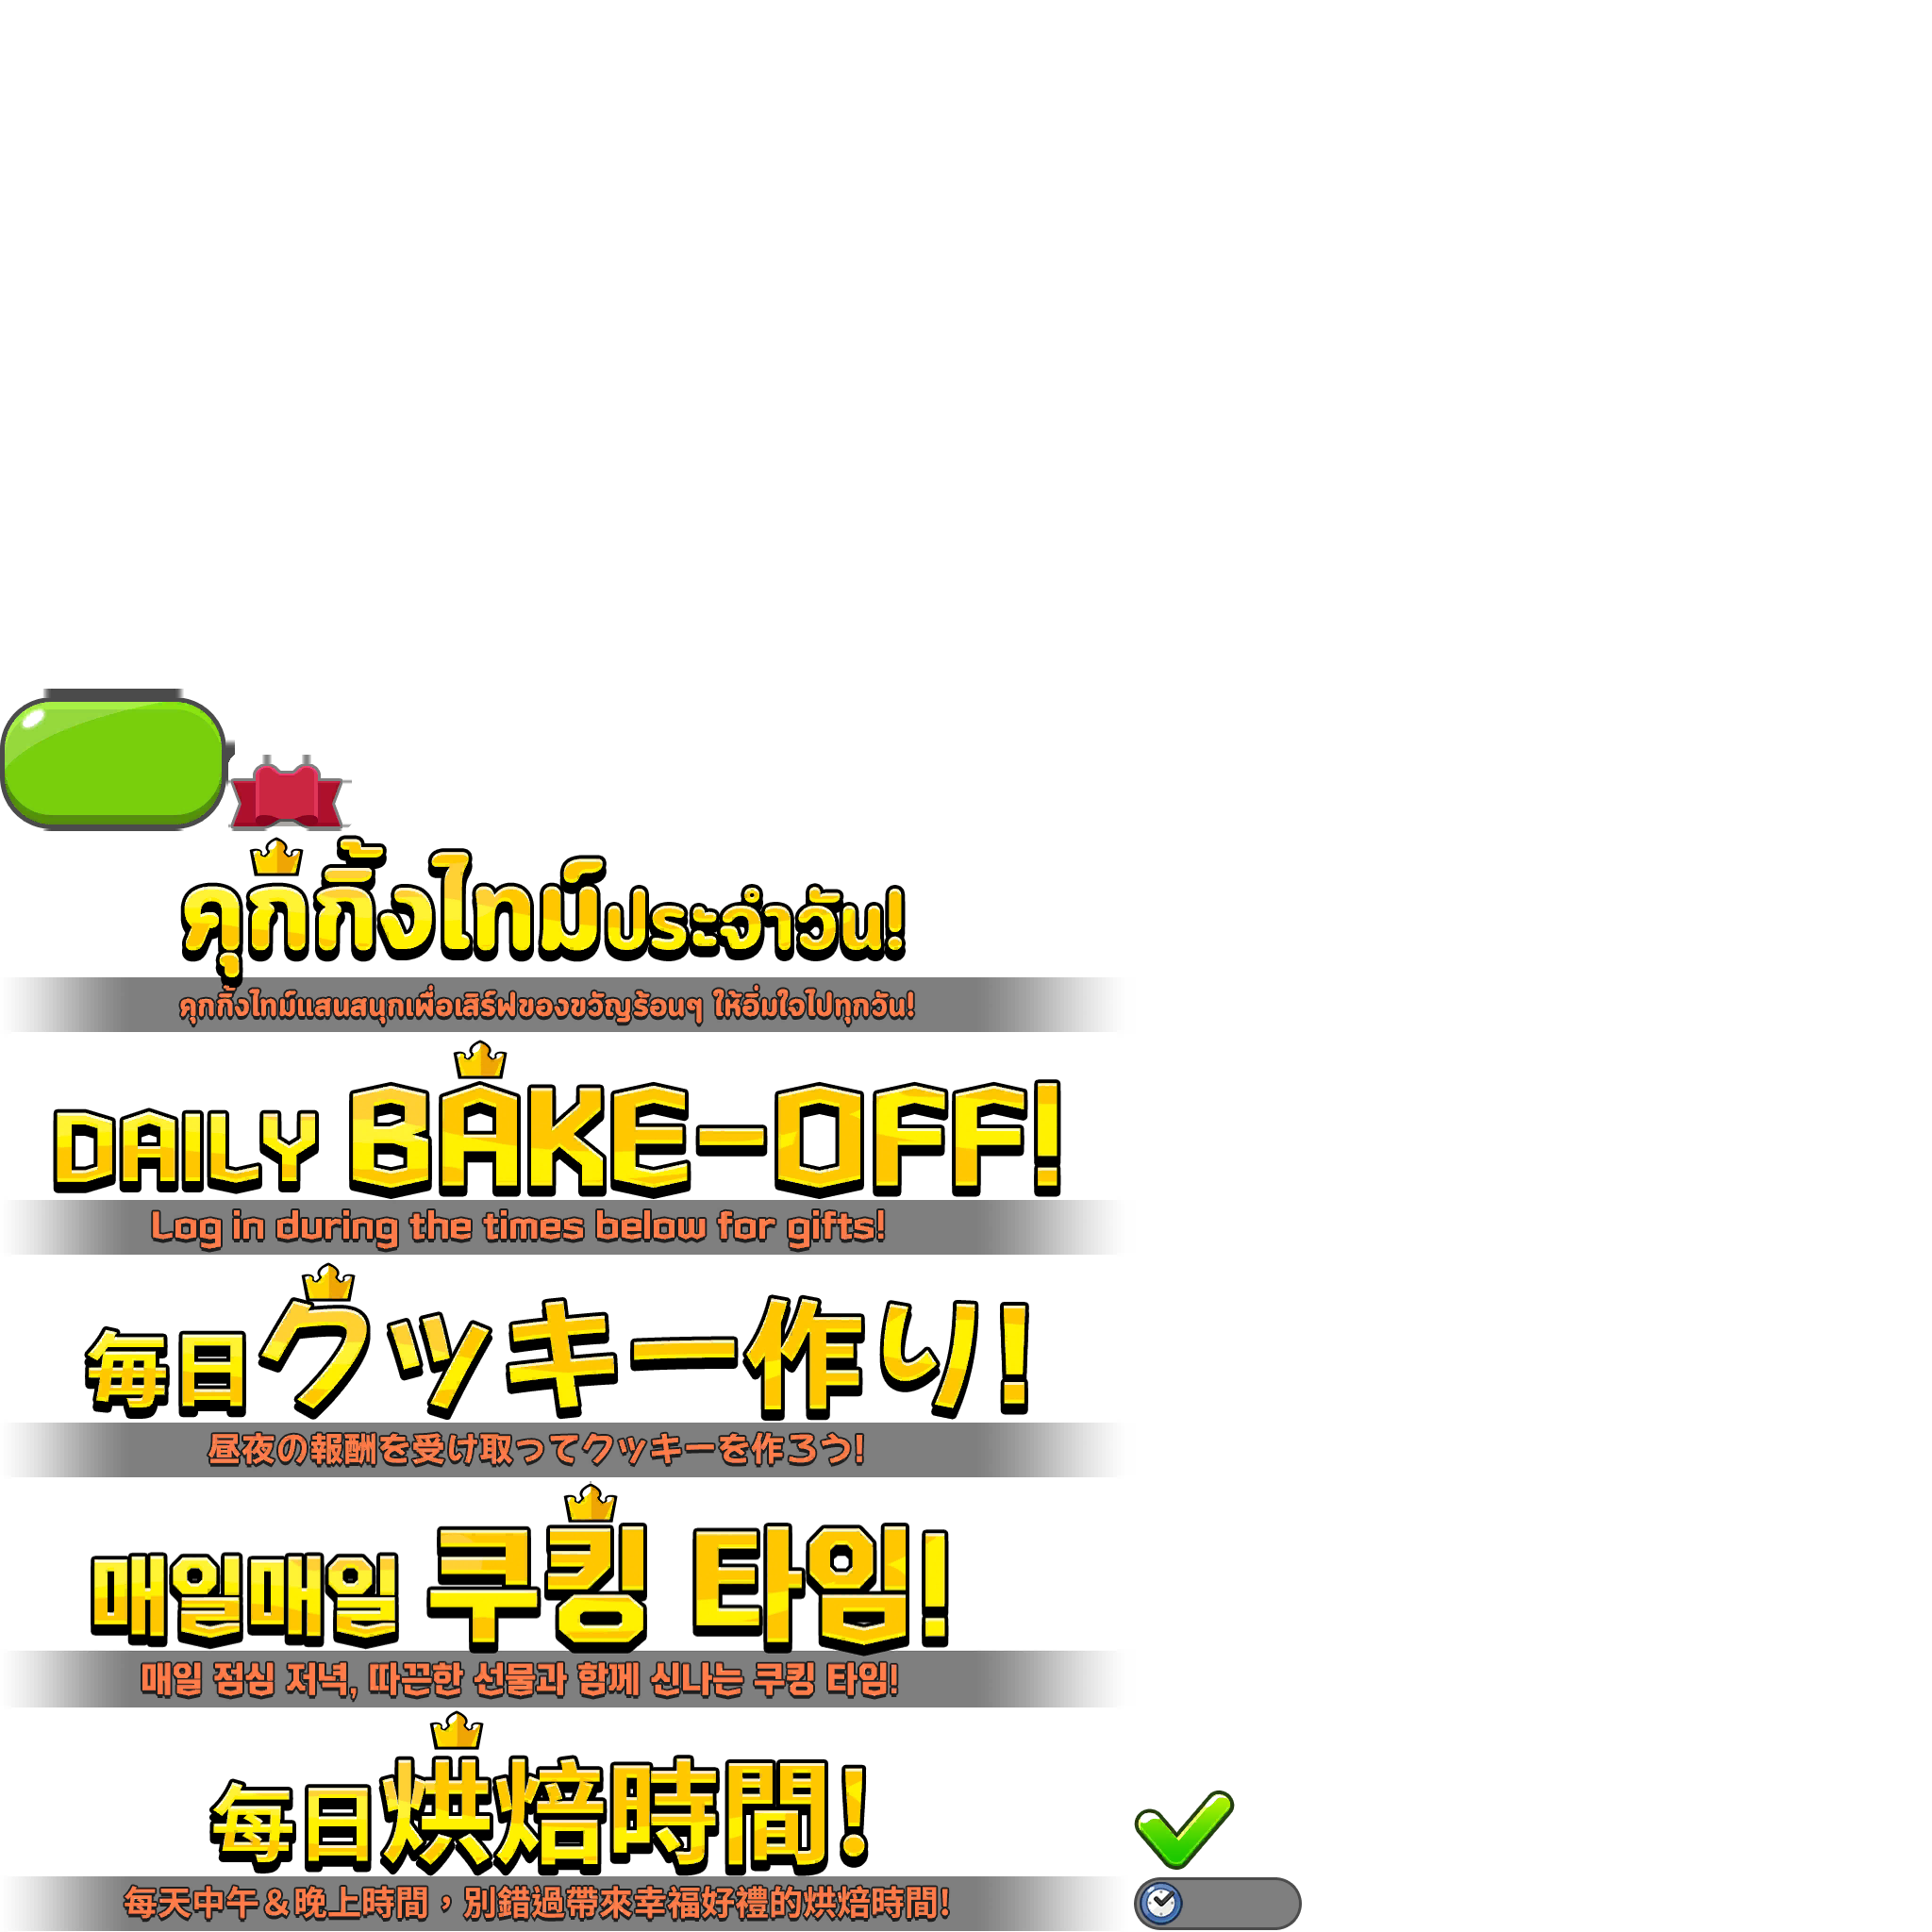 คุกกิ้งไทม์ประจำวัน!
คุกกิ้งไทม์แสนสนุกเพื่อเสิร์ฟของขวัญร้อนๆ ให้อิ่มใจไปทุกวัน!
DAILY BAKE-OFF!
Log in during the times below for gifts!
毎日クッキー作り!
昼夜の報酬を受け取ってクッキーを作ろう!
매일매일 쿠킹 타임!
매일 점심 저녁, 따끈한 선물과 함께 신나는 쿠킹 타임!
每日烘焙時間!
每天中午&晚上時間，別錯過帶來幸福好禮的烘焙時間!